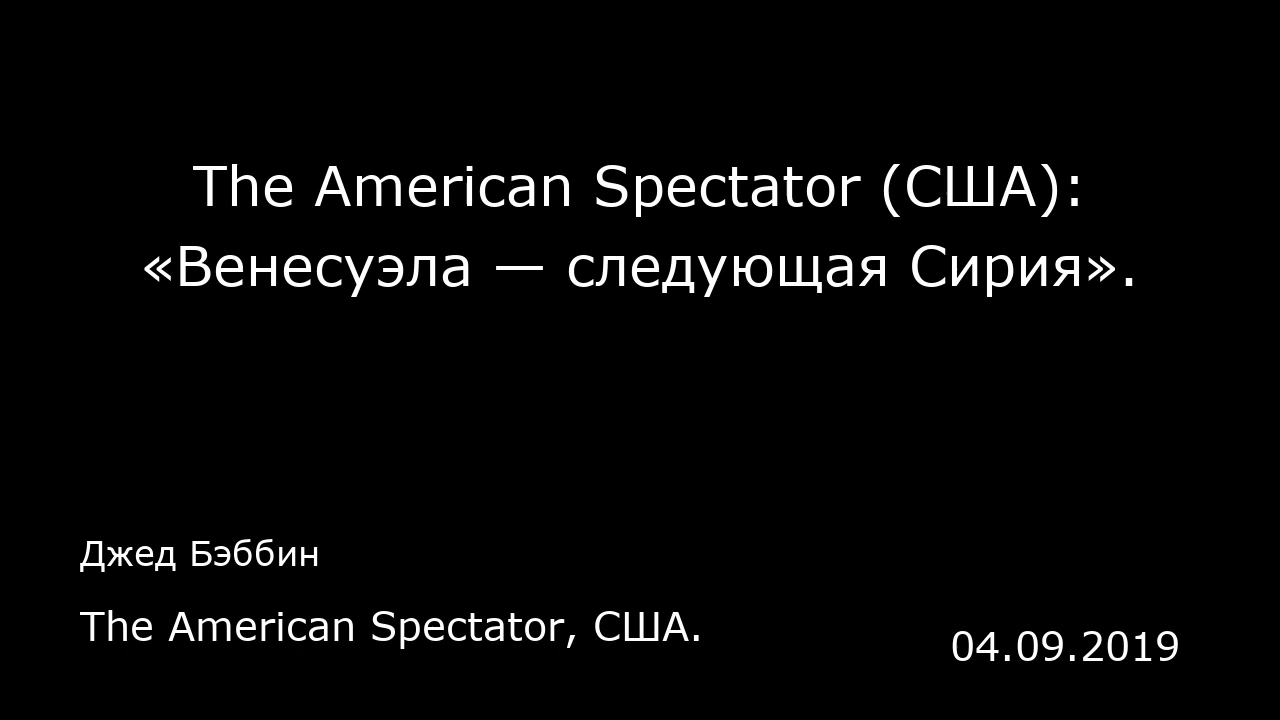 The American Spectator (США):
«Венесуэла — следующая Сирия».
Джед Бэббин
The American Spectator, США.
04.09.2019